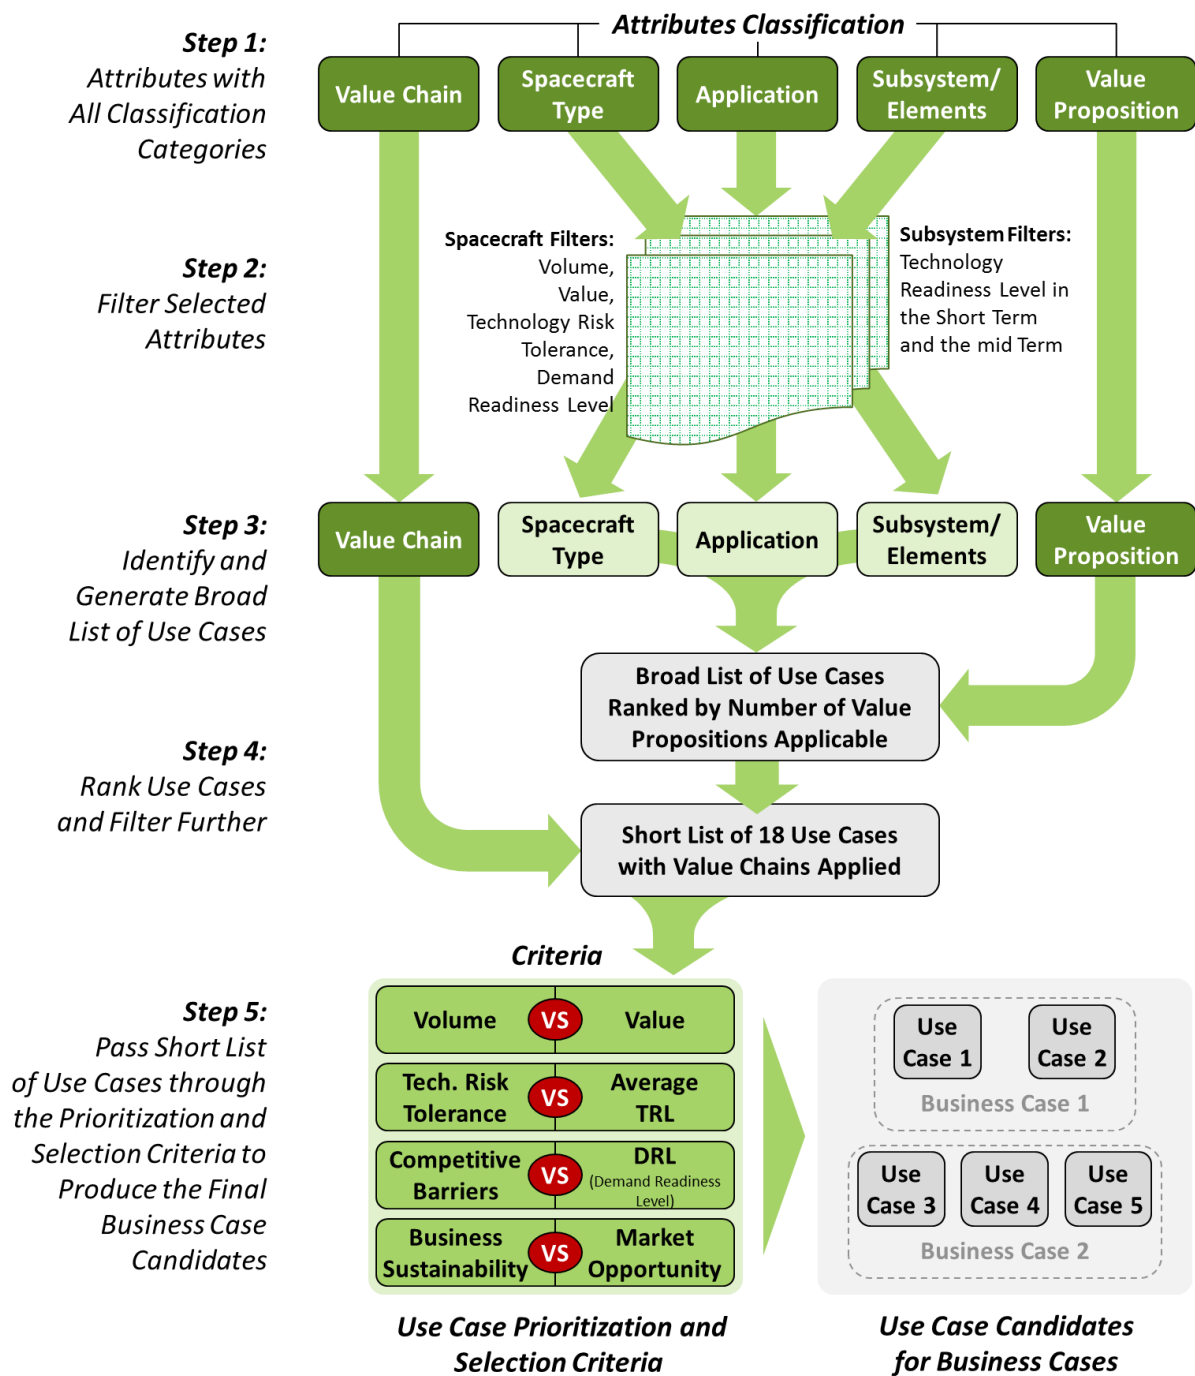 Attributes Classification
Step 1:
Attributes with
All Classification
Categories
Value Chain
Spacecraft
Type
Application
Subsystem/
Elements
Value
Proposition
Step 2:
Filter Selected
Attributes
Spacecraft Filters:
Volume,
Value,
Technology Risk
Tolerance,
Demand
Readiness Level
Subsystem Filters:
Technology
Readiness Level in
the Short Term
and the mid Term
Step 3:
Identify and
Generate Broad
List of Use Cases
Value Chain
Spacecraft
Type
Application
Subsystem/
Elements
Value
Proposition
Broad List of Use Cases
Ranked by Number of Value
Propositions Applicable
Step 4:
Rank Use Cases
and Filter Further
Short List of 18 Use Cases
with Value Chains Applied
Step 5:
Pass Short List
of Use Cases through
the Prioritization and
Selection Criteria to
Produce the Final
Business Case
Candidates
Criteria
Volume VS Value
Tech. Risk
Tolerance
VS
Average
TRL
Competitive
Barriers
VS
DRL
(Demand Readiness
Level)
Business
Sustainability
VS
Market
Opportunity
Use Case Prioritization and
Selection Criteria
Use
Case 1
Use
Case 2
Business Case 1
Use
Case 3
Use
Case 4
Use
Case 5
Business Case 2
Use Case Candidates
for Business Cases